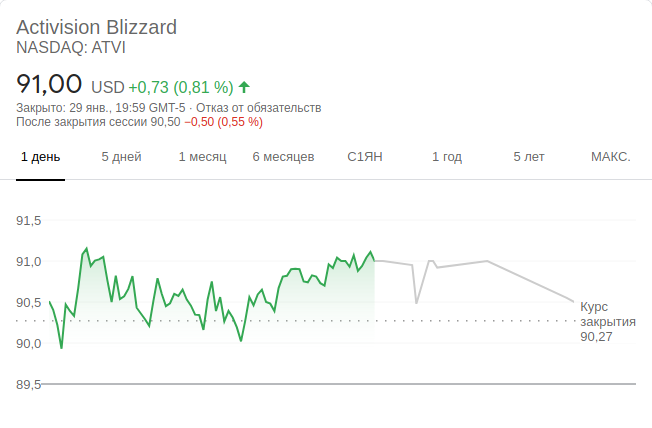 Activision Blizzard
NASDAQ: ATVI
91,00 USD +0,73 (0,81 %)
Закрыто: 29 янв., 19:59 GMT-5 · Отказ от обязательств
После закрытия сессии 90,50 −0,50 (0,55 %)
1 день 5 дней 1 месяц 6 месяцев С1ЯН 1 год 5 лет МАКС.
91,5
91,0
90,5
90,0
89,5
Курс
закрытия
90,27